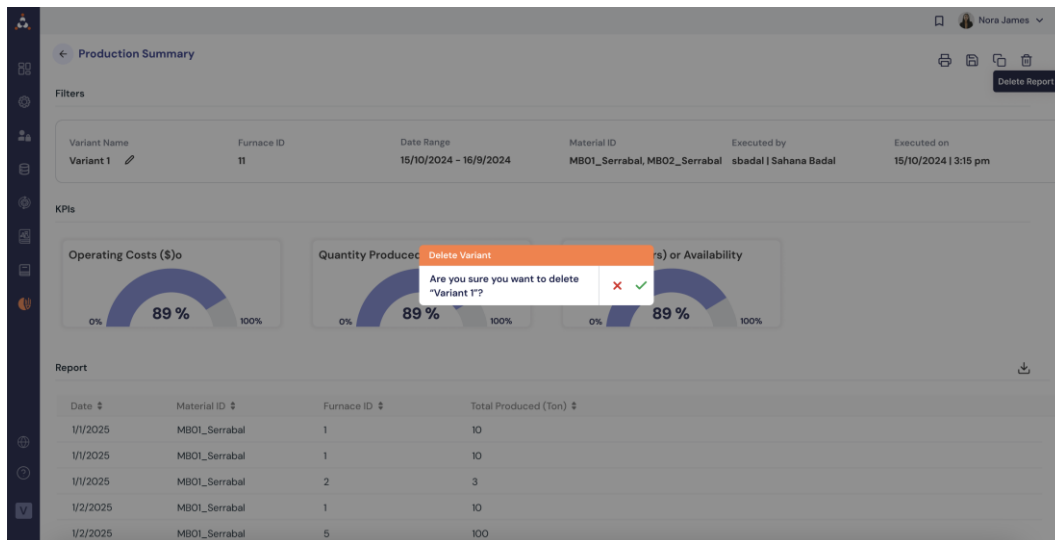 Nora James
Production Summary
Delete Report
Filters
Variant Name Furnace ID Date Range Material ID Executed by Executed on
Variant 1 11 15/10/2024 - 16/9/2024 MB01_Serrabal, MB02_Serrabal sbadal | Sahana Badal 15/10/2024 | 3:15 pm
KPIs
Operating Costs ($)o
89 %
0% 100%
Quantity Produced
89 %
0% 100%
rs) or Availability
89 %
0% 100%
Delete Variant
Are you sure you want to delete
"Variant 1"?
Report
Date Material ID Furnace ID Total Produced (Ton)
1/1/2025 MB01_Serrabal 1 10
1/1/2025 MB01_Serrabal 1 10
1/1/2025 MB01_Serrabal 2 3
1/2/2025 MB01_Serrabal 1 10
1/2/2025 MB01_Serrabal 5 100
V